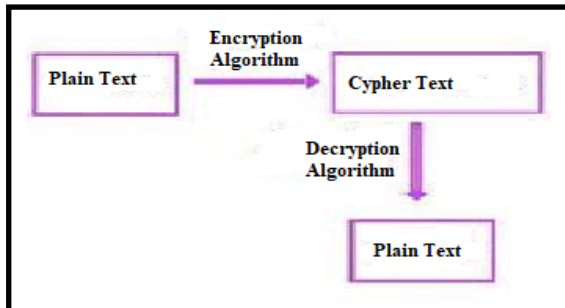 Encryption
Algorithm
Plain Text
Cypher Text
Decryption
Algorithm
Plain Text